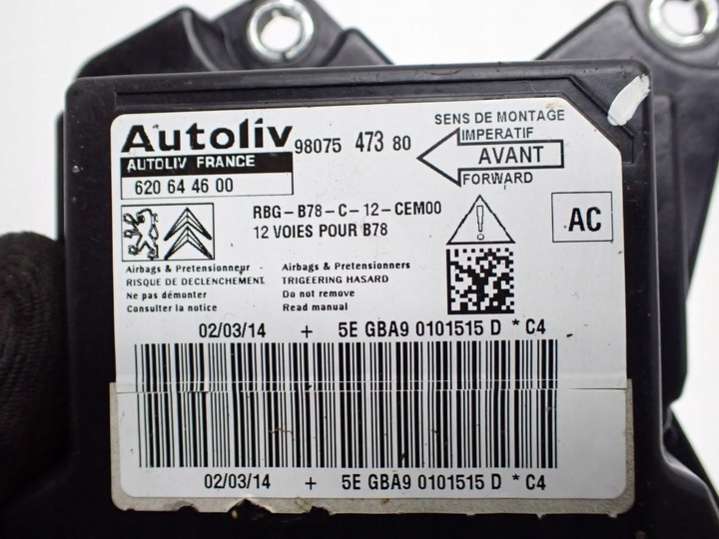 Autoliv 98075 473 80
AUTOLIV FRANCE
620 64 46 00
SENS DE MONTAGE
IMPERATIF
AVANT
FORWARD
RBG-B78-C-12-CEM00
12 VOIES POUR B78
AC
Airbags & Pretensionneur
RISQUE DE DECLENCHEMENT
Ne pas démonter
Consulter la notice
Airbags & Pretensionners
TRIGEERING HASARD
Do not remove
Read manual
02/03/14 + 5E GBA9 0101515 D *C4
02/03/14 + 5E GBA9 0101515 D *C4